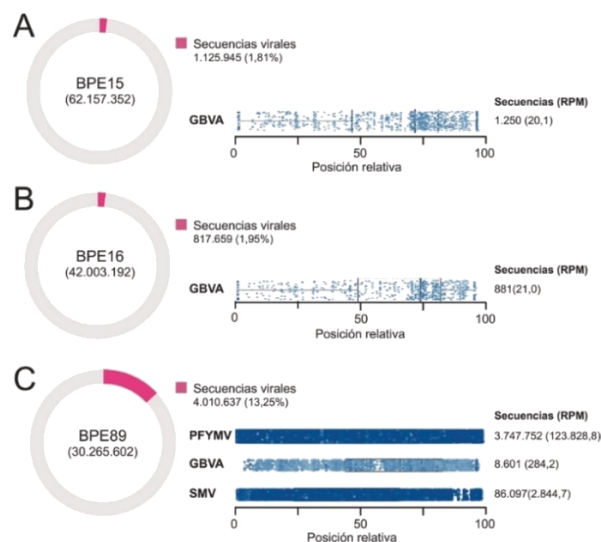 A
BPE15
(62.157.352)
Secuencias virales
1.125.945 (1,81%)
Secuencias (RPM)
GBVA
1.250 (20,1)
0 50 100
Posición relativa
B
BPE16
(42.003.192)
Secuencias virales
817.659 (1,95%)
Secuencias (RPM)
GBVA
881(21,0)
0 50 100
Posición relativa
C
BPE89
(30.265.602)
Secuencias virales
4.010.637 (13,25%)
Secuencias (RPM)
PFYMV
3.747.752 (123.828,8)
GBVA
8.601 (284,2)
SMV
86.097(2.844,7)
0 50 100
Posición relativa